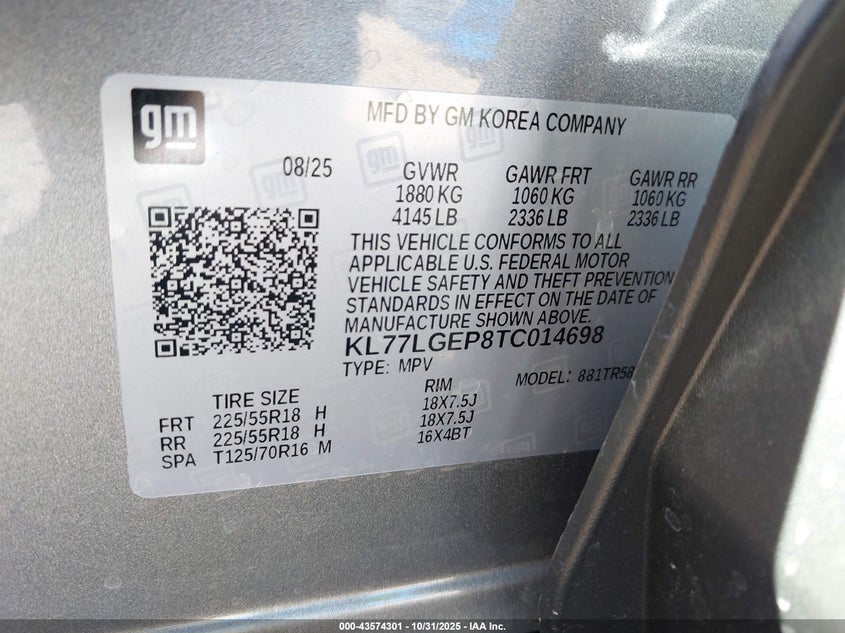 gm
MFD BY GM KOREA COMPANY
08/25 GVWR GAWR FRT GAWR RR
1880 KG 1060 KG 1060 KG
4145 LB 2336 LB 2336 LB
THIS VEHICLE CONFORMS TO ALL
APPLICABLE U.S. FEDERAL MOTOR
VEHICLE SAFETY AND THEFT PREVENTION
STANDARDS IN EFFECT ON THE DATE OF
MANUFACTURE SHOWN ABOVE.
KL77LGEP8TC014698
TYPE: MPV MODEL: 881TR58
TIRE SIZE RIM
FRT 225/55R18 H 18X7.5J
RR 225/55R18 H 18X7.5J
SPA T125/70R16 M 16X4BT
000-43574301 - 10/31/2025 - IAA Inc.